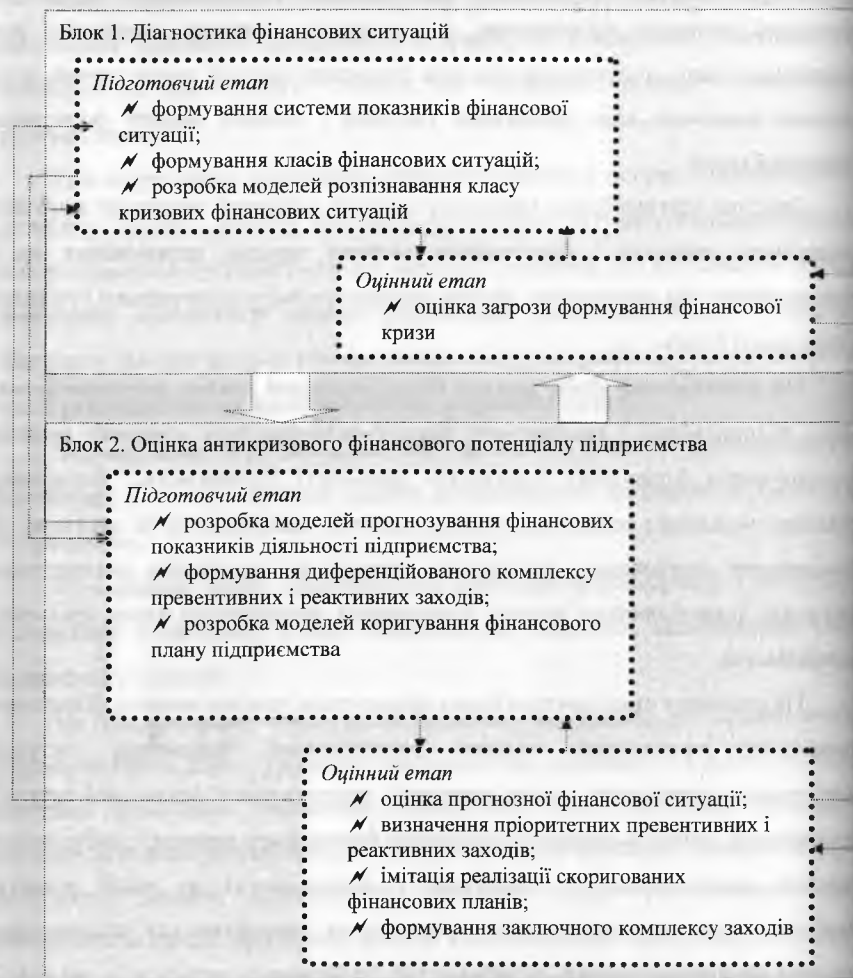 Блок 1. Діагностика фінансових ситуацій
Підготовчий етап
формування системи показників фінансової
ситуації;
формування класів фінансових ситуацій;
розробка моделей розпізнавання класу
кризових фінансових ситуацій
Оцінний етап
оцінка загрози формування фінансової
кризи
Блок 2. Оцінка антикризового фінансового потенціалу підприємства
Підготовчий етап
розробка моделей прогнозування фінансових
показників діяльності підприємства;
формування диференційованого комплексу
превентивних і реактивних заходів;
розробка моделей коригування фінансового
плану підприємства
Оцінний етап
оцінка прогнозної фінансової ситуації;
визначення пріоритетних превентивних і
реактивних заходів;
імітація реалізації скоригованих
фінансових планів;
формування заключного комплексу заходів